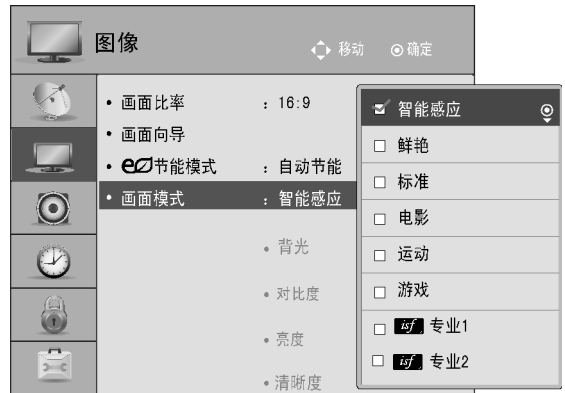 图像
移动 确定
• 画面比率 : 16:9
• 画面向导
• eco节能模式 : 自动节能
• 画面模式 : 智能感应
• 背光
• 对比度
• 亮度
• 清晰度
智能感应
鲜艳
标准
电影
运动
游戏
isf 专业1
isf 专业2